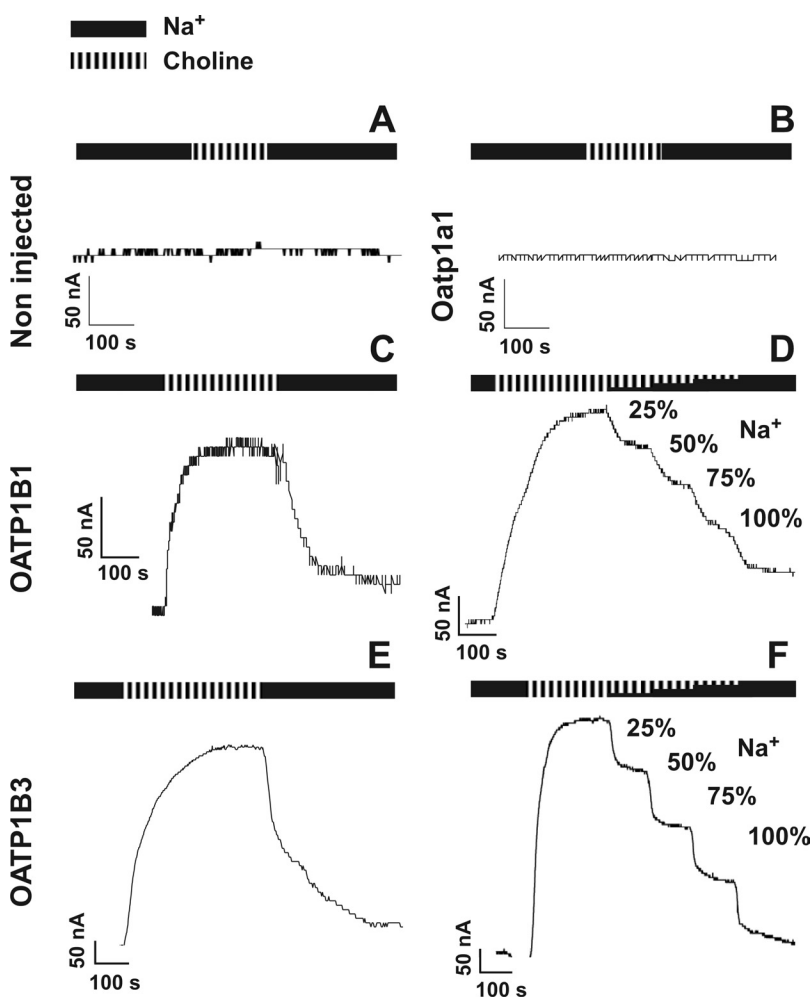 Na+
Choline
A
B
Non injected
50 nA
100 s
Oatp1a1
50 nA
100 s
C
D
OATP1B1
50 nA
100 s
25%
50%
75%
100%
Na+
50 nA
100 s
E
F
OATP1B3
50 nA
100 s
25%
50%
75%
100%
Na+
50 nA
100 s